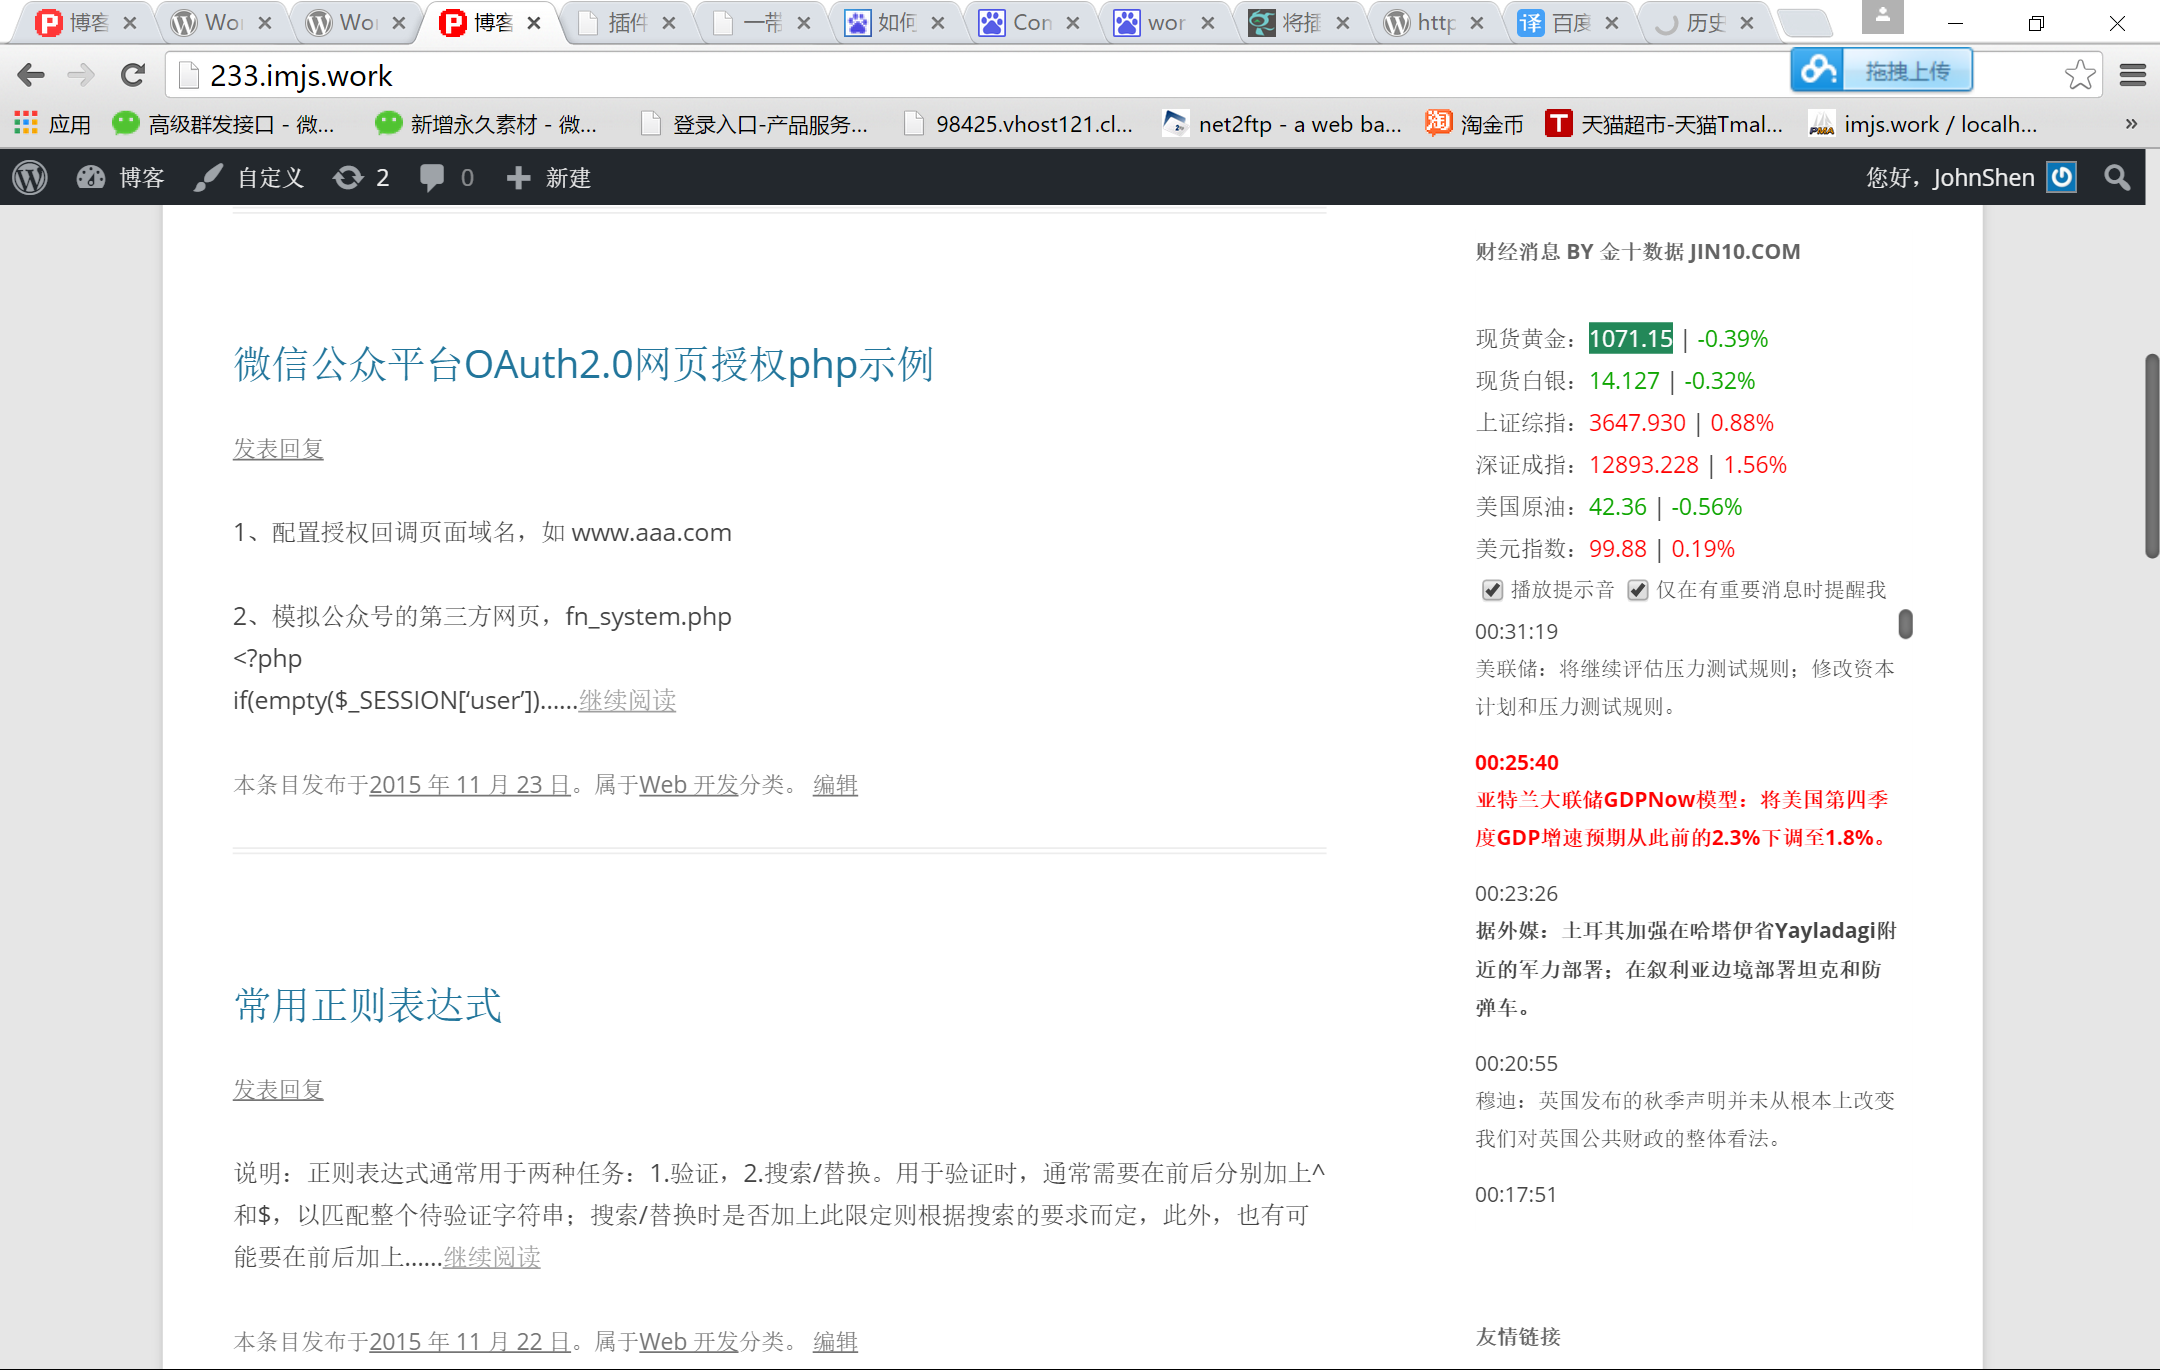 博客
Wo
Wo
博客
插件
一带
如何
Con
wor
将插
http
百度
历史
233.imjs.work
拖拽上传
应用
高级群发接口 - 微...
新增永久素材 - 微...
登录入口-产品服务...
98425.vhost121.cl...
net2ftp - a web ba...
淘金币
天猫超市-天猫Tmal...
imjs.work / localh...
»
博客
自定义
2
0
新建
您好，JohnShen
微信公众平台OAuth2.0网页授权php示例
发表回复
1、配置授权回调页面域名，如 www.aaa.com
2、模拟公众号的第三方网页，fn_system.php
<?php
if(empty($_SESSION[‘user’])……继续阅读
本条目发布于2015 年 11 月 23 日。属于Web 开发分类。 编辑
常用正则表达式
发表回复
说明：正则表达式通常用于两种任务：1.验证，2.搜索/替换。用于验证时，通常需要在前后分别加上^
和$，以匹配整个待验证字符串；搜索/替换时是否加上此限定则根据搜索的要求而定，此外，也有可
能要在前后加上……继续阅读
本条目发布于2015 年 11 月 22 日。属于Web 开发分类。 编辑
财经消息 BY 金十数据 JIN10.COM
现货黄金：1071.15 | -0.39%
现货白银：14.127 | -0.32%
上证综指：3647.930 | 0.88%
深证成指：12893.228 | 1.56%
美国原油：42.36 | -0.56%
美元指数：99.88 | 0.19%
播放提示音 仅在有重要消息时提醒我
00:31:19
美联储：将继续评估压力测试规则；修改资本
计划和压力测试规则。
00:25:40
亚特兰大联储GDPNow模型：将美国第四季
度GDP增速预期从此前的2.3%下调至1.8%。
00:23:26
据外媒：土耳其加强在哈塔伊省Yayladagi附
近的军力部署；在叙利亚边境部署坦克和防
弹车。
00:20:55
穆迪：英国发布的秋季声明并未从根本上改变
我们对英国公共财政的整体看法。
00:17:51
友情链接